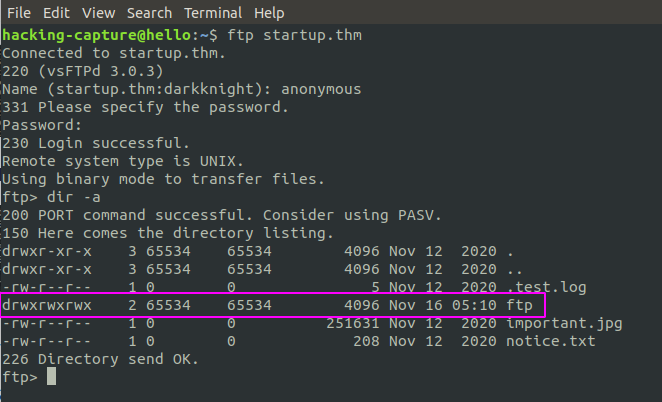 File Edit View Search Terminal Help
hacking-capture@hello:~$ ftp startup.thm
Connected to startup.thm.
220 (vsFTPd 3.0.3)
Name (startup.thm:darkknight): anonymous
331 Please specify the password.
Password:
230 Login successful.
Remote system type is UNIX.
Using binary mode to transfer files.
ftp> dir -a
200 PORT command successful. Consider using PASV.
150 Here comes the directory listing.
drwxr-xr-x    3 65534    65534        4096 Nov 12  2020 .
drwxr-xr-x    3 65534    65534        4096 Nov 12  2020 ..
-rw-r--r--    1 0        0               5 Nov 12  2020 .test.log
drwxrwxrwx    2 65534    65534        4096 Nov 16 05:10 ftp
-rw-r--r--    1 0        0          251631 Nov 12  2020 important.jpg
-rw-r--r--    1 0        0             208 Nov 12  2020 notice.txt
226 Directory send OK.
ftp>